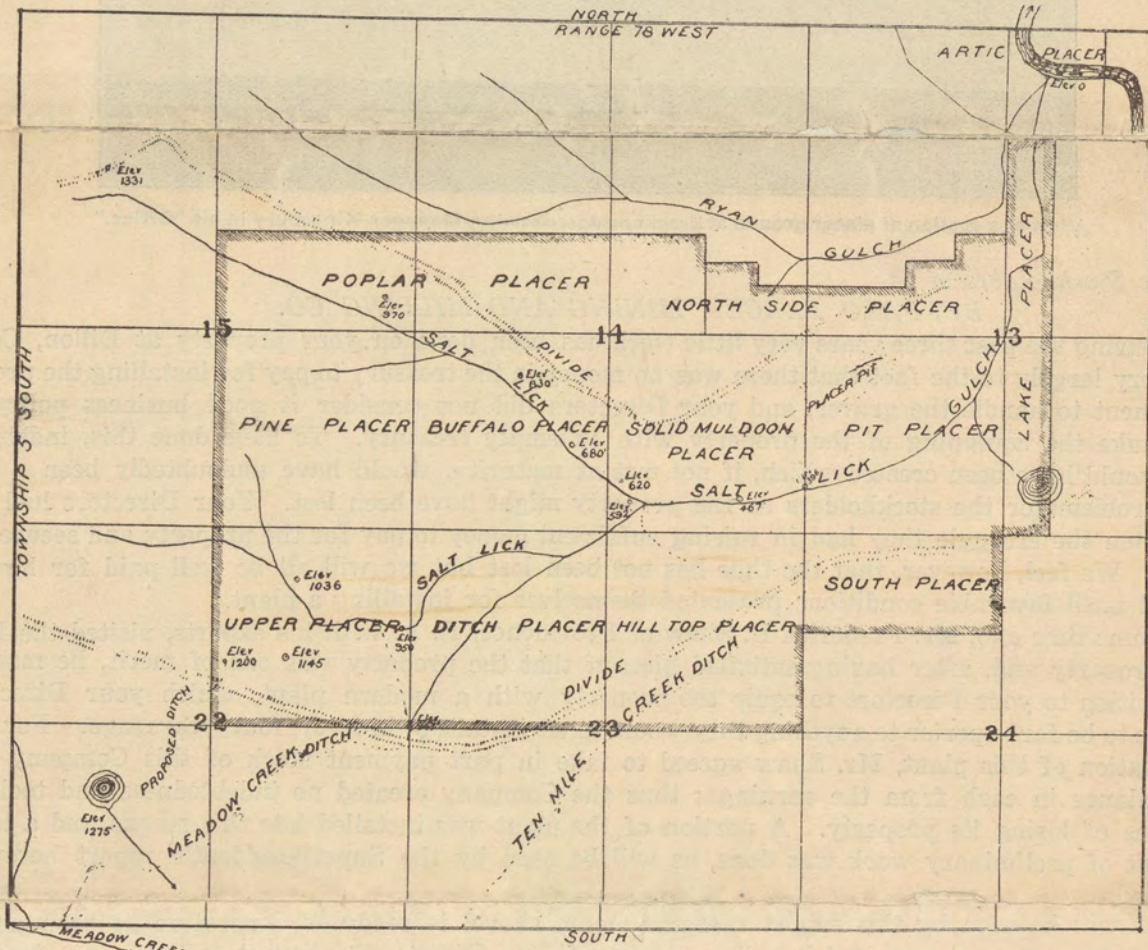 NORTH
RANGE 78 WEST
ARTIC PLACER
Elev 0
Elev
1331
RYAN
GULCH
POPLAR PLACER
NORTH SIDE PLACER
LAKE PLACER
Elev
970
15
14
13
SALT
LICK
DIVIDE
Elev
830
PLACER PIT
GULCH
PINE PLACER
BUFFALO PLACER
SOLID MULDOON
PLACER
PIT PLACER
Elev
680
Elev
620
SALT
LICK
Elev
TOWNSHIP 5 SOUTH
SALT LICK
Elev
1036
SOUTH PLACER
UPPER PLACER
DITCH PLACER
HILL TOP PLACER
Elev
950
Elev
1200
Elev
1145
DIVIDE
CREEK DITCH
TEN MILE
22
23
24
PROPOSED DITCH
MEADOW CREEK DITCH
Elev
1275
MEADOW CREEK
SOUTH